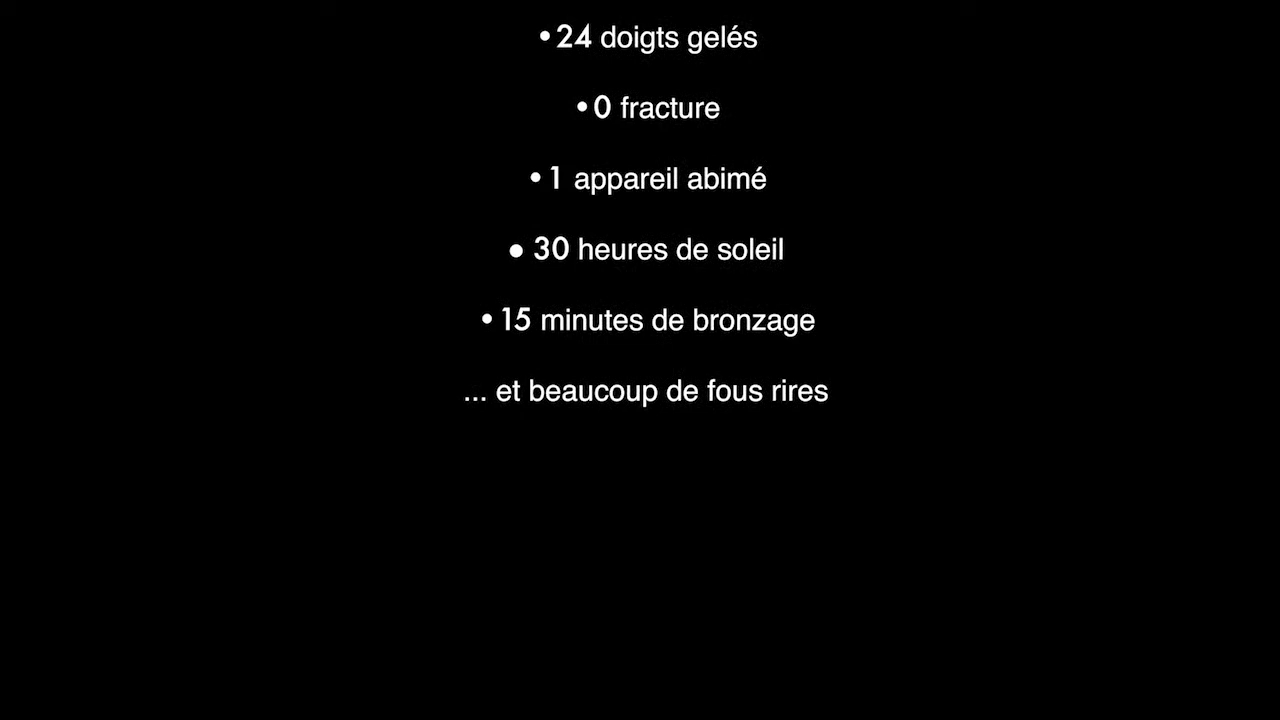 • 24 doigts gelés
• 0 fracture
• 1 appareil abimé
• 30 heures de soleil
• 15 minutes de bronzage
... et beaucoup de fous rires